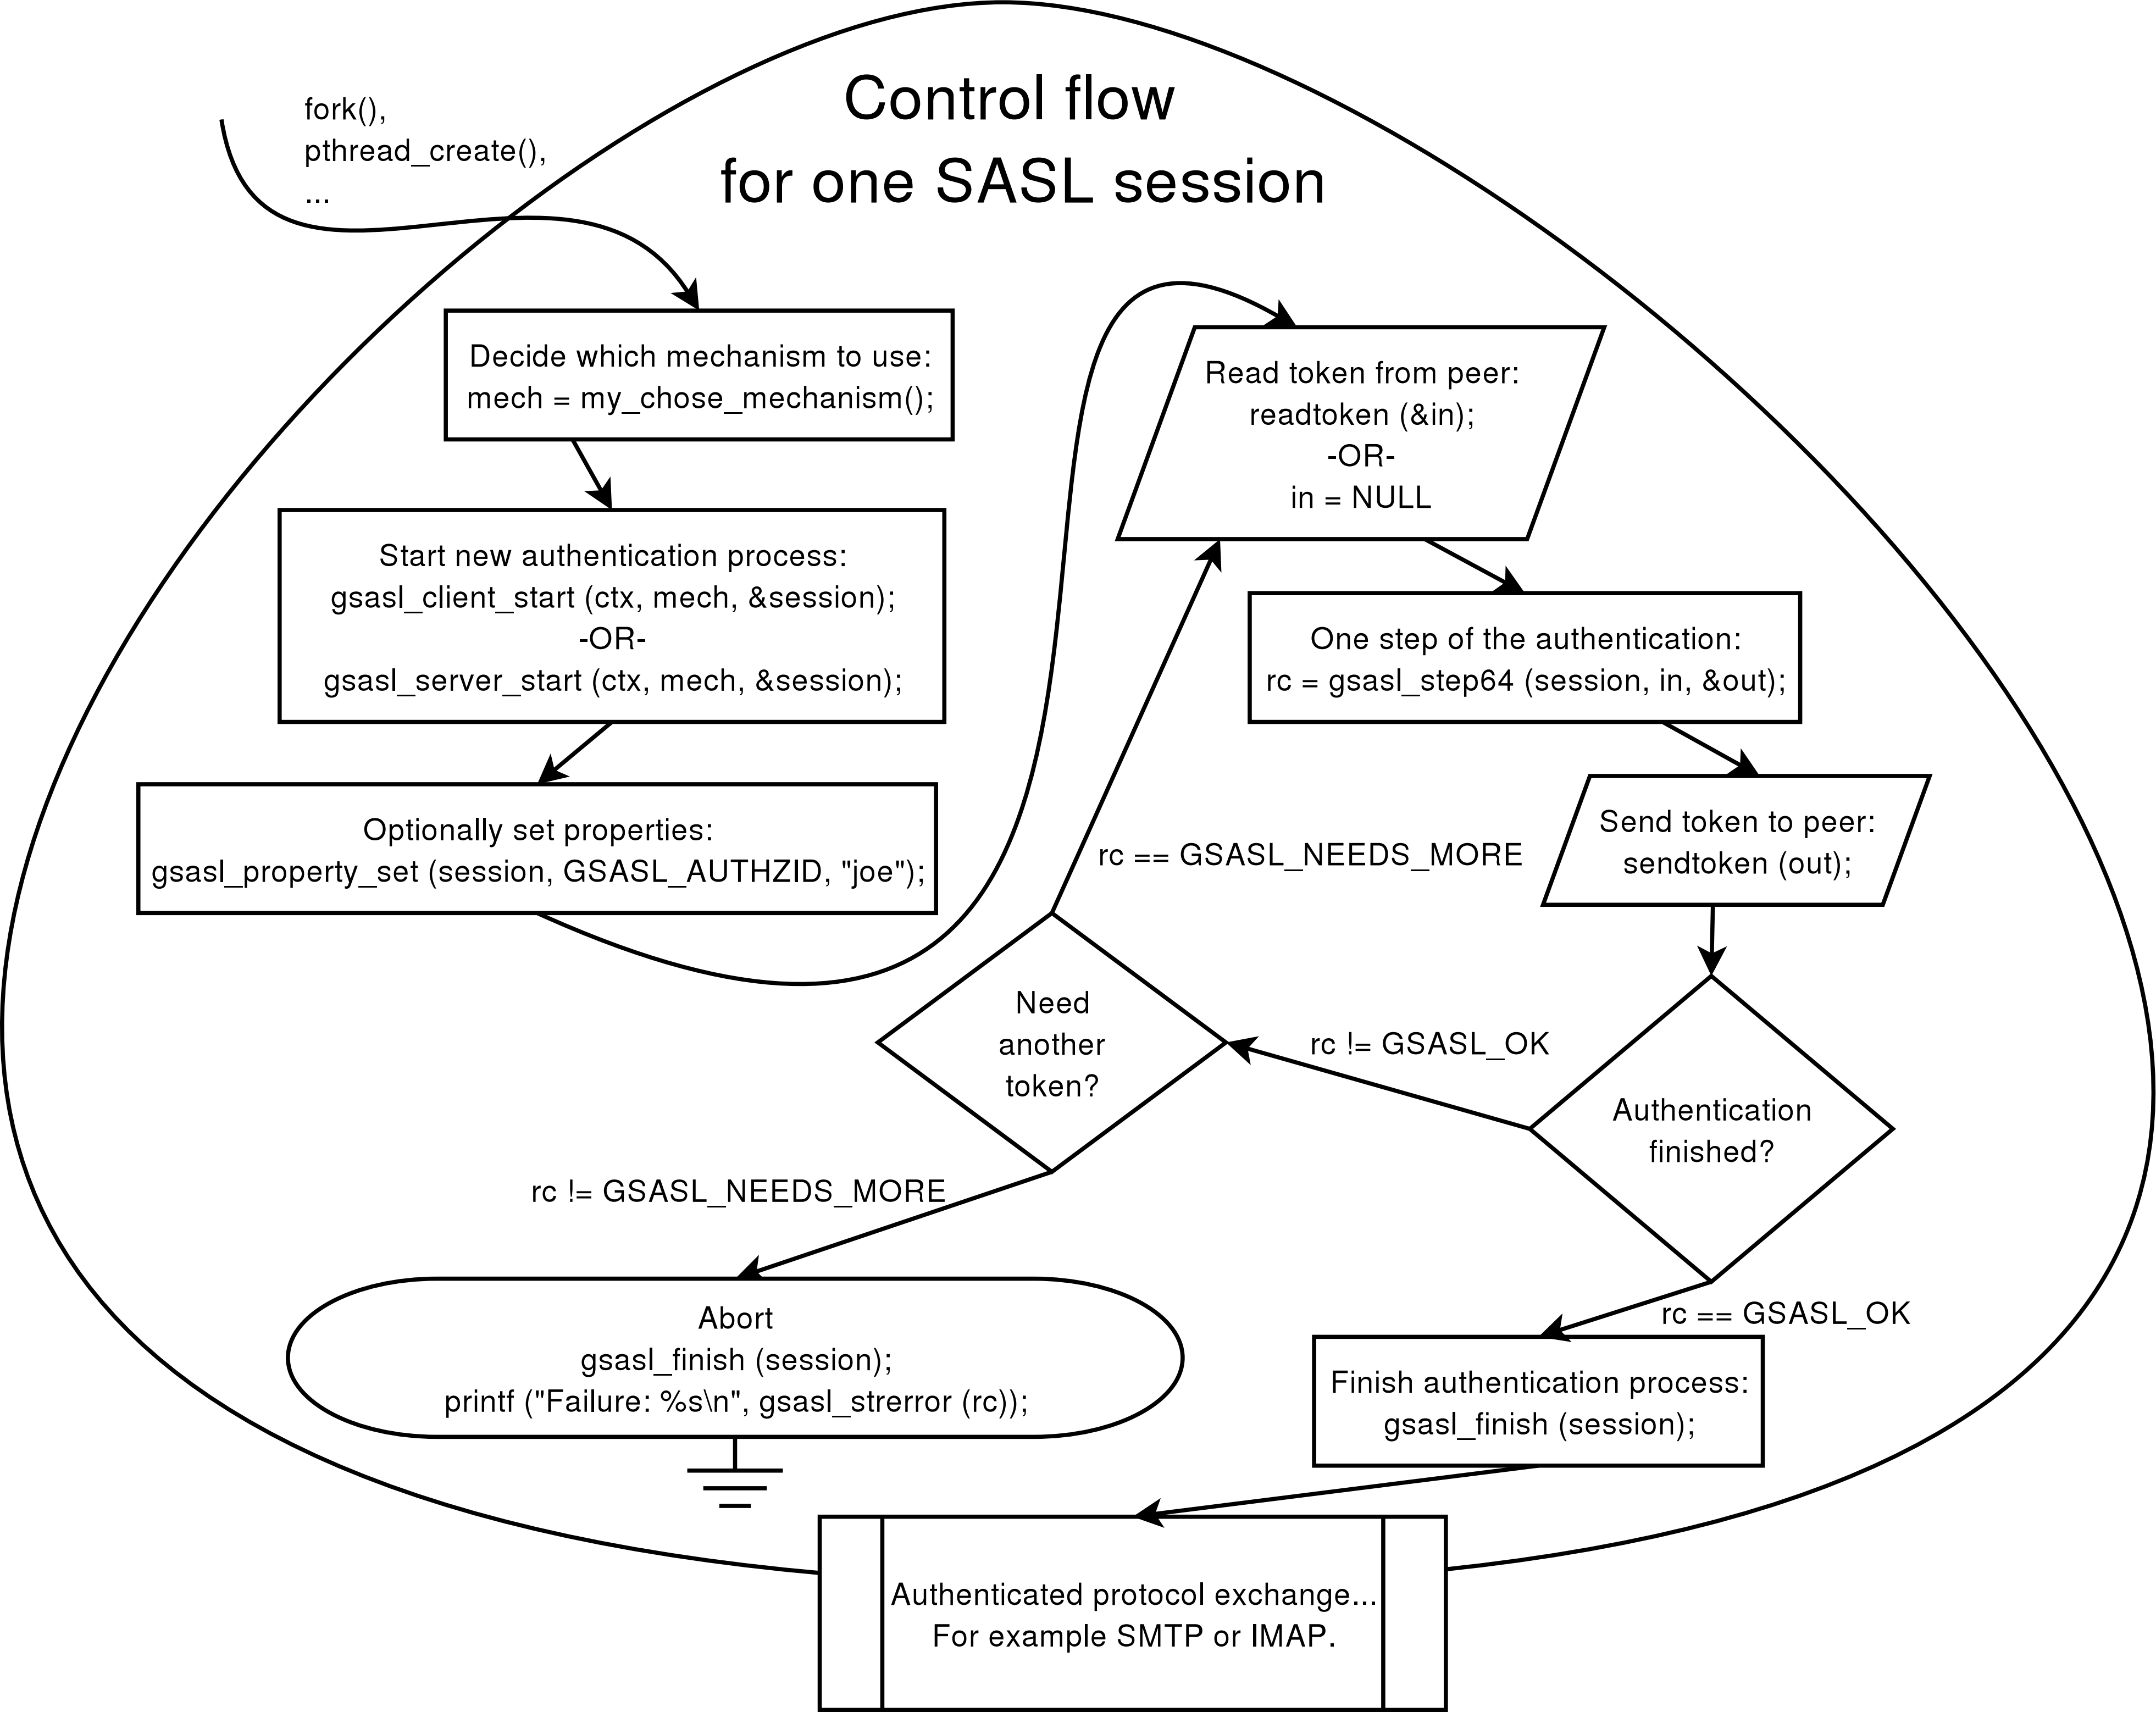 Control flow
for one SASL session
fork(),
pthread_create(),
...
Decide which mechanism to use:
mech = my_chose_mechanism();
Start new authentication process:
gsasl_client_start (ctx, mech, &session);
-OR-
gsasl_server_start (ctx, mech, &session);
Optionally set properties:
gsasl_property_set (session, GSASL_AUTHZID, "joe");
Read token from peer:
readtoken (&in);
-OR-
in = NULL
One step of the authentication:
rc = gsasl_step64 (session, in, &out);
Send token to peer:
sendtoken (out);
Authentication
finished?
rc != GSASL_OK
Need
another
token?
rc == GSASL_NEEDS_MORE
rc != GSASL_NEEDS_MORE
Abort
gsasl_finish (session);
printf ("Failure: %s\n", gsasl_strerror (rc));
rc == GSASL_OK
Finish authentication process:
gsasl_finish (session);
Authenticated protocol exchange...
For example SMTP or IMAP.